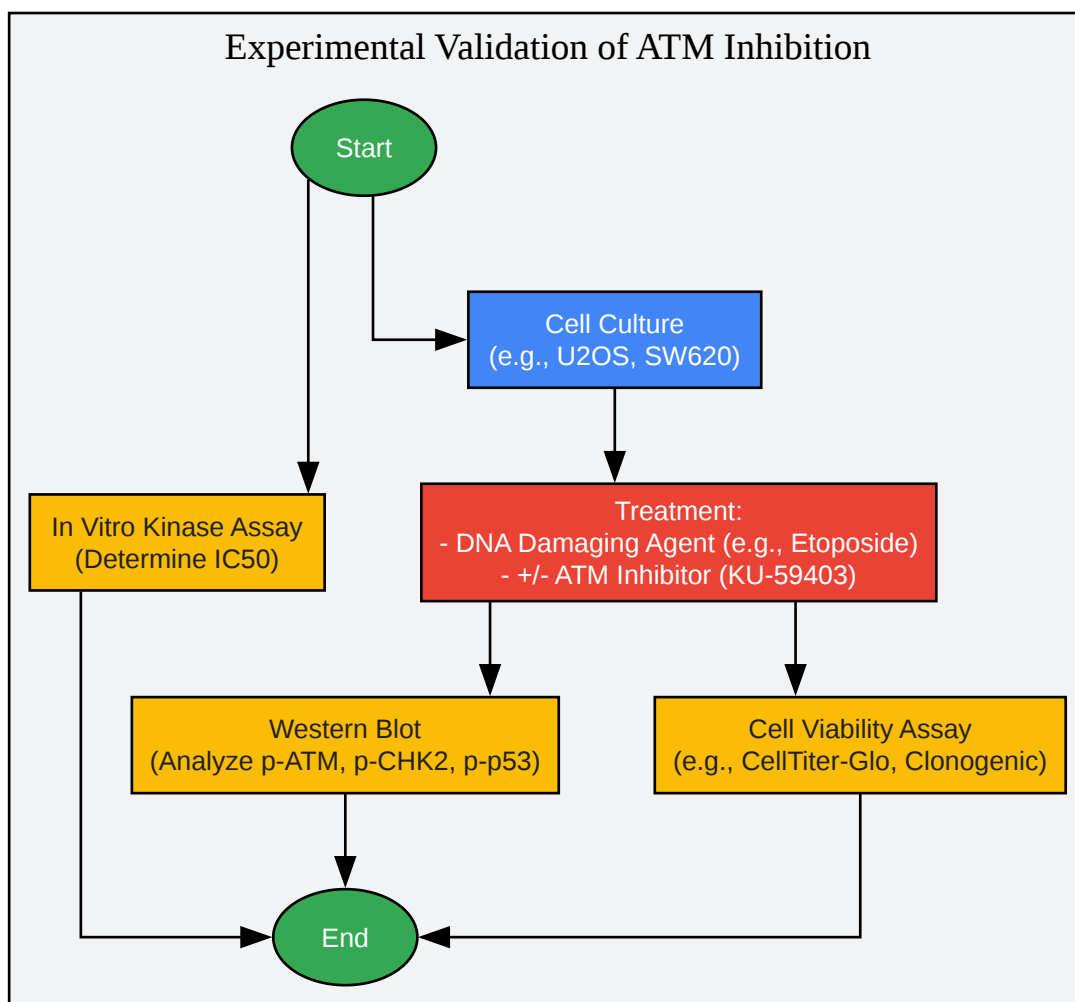 Experimental Validation of ATM Inhibition
Start
Cell Culture
(e.g., U2OS, SW620)
In Vitro Kinase Assay
(Determine IC50)
Treatment:
- DNA Damaging Agent (e.g., Etoposide)
- +/- ATM Inhibitor (KU-59403)
Western Blot
(Analyze p-ATM, p-CHK2, p-p53)
Cell Viability Assay
(e.g., CellTiter-Glo, Clonogenic)
End